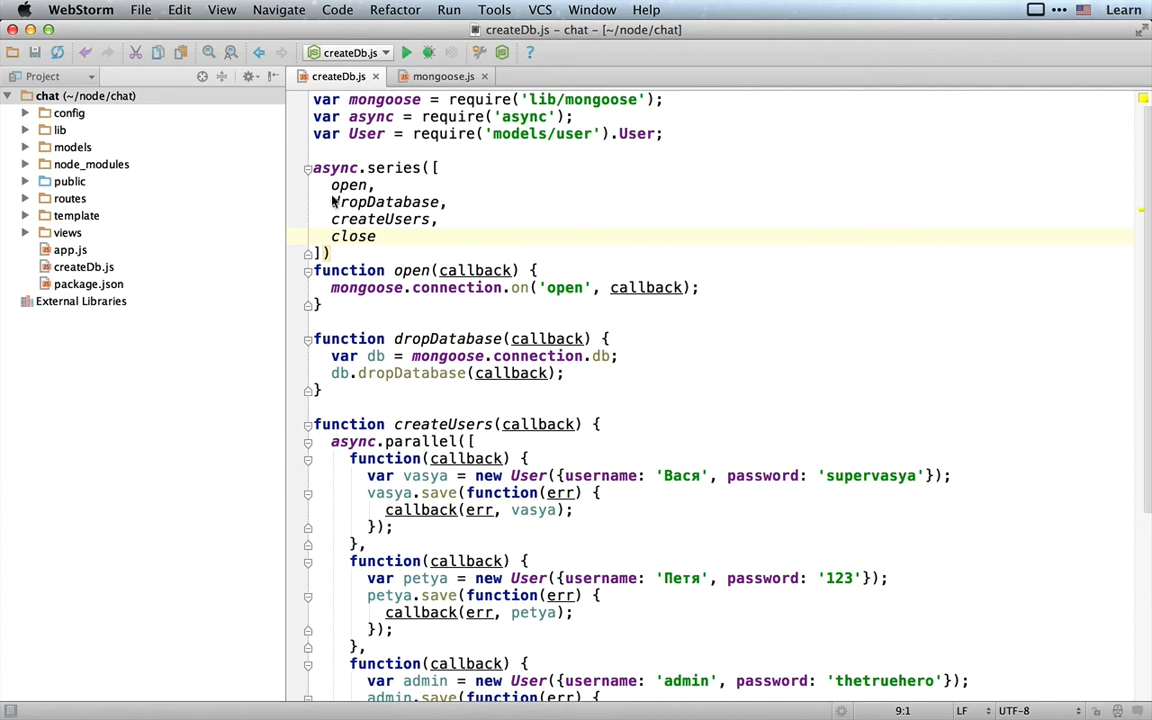 WebStorm File Edit View Navigate Code Refactor Run Tools VCS Window Help Learn
createDb.js – chat – [~/node/chat]
createDb.js
Project createDb.js mongoose.js
chat (~/node/chat)
config
lib
models
node_modules
public
routes
template
views
app.js
createDb.js
package.json
External Libraries
var mongoose = require('lib/mongoose');
var async = require('async');
var User = require('models/user').User;
async.series([
open,
dropDatabase,
createUsers,
close
])
function open(callback) {
mongoose.connection.on('open', callback);
}
function dropDatabase(callback) {
var db = mongoose.connection.db;
db.dropDatabase(callback);
}
function createUsers(callback) {
async.parallel([
function(callback) {
var vasya = new User({username: 'Вася', password: 'supervasya'});
vasya.save(function(err) {
callback(err, vasya);
});
},
function(callback) {
var petya = new User({username: 'Петя', password: '123'});
petya.save(function(err) {
callback(err, petya);
});
},
function(callback) {
var admin = new User({username: 'admin', password: 'thetruehero'});
admin.save(function(err) {
9:1 LF UTF-8